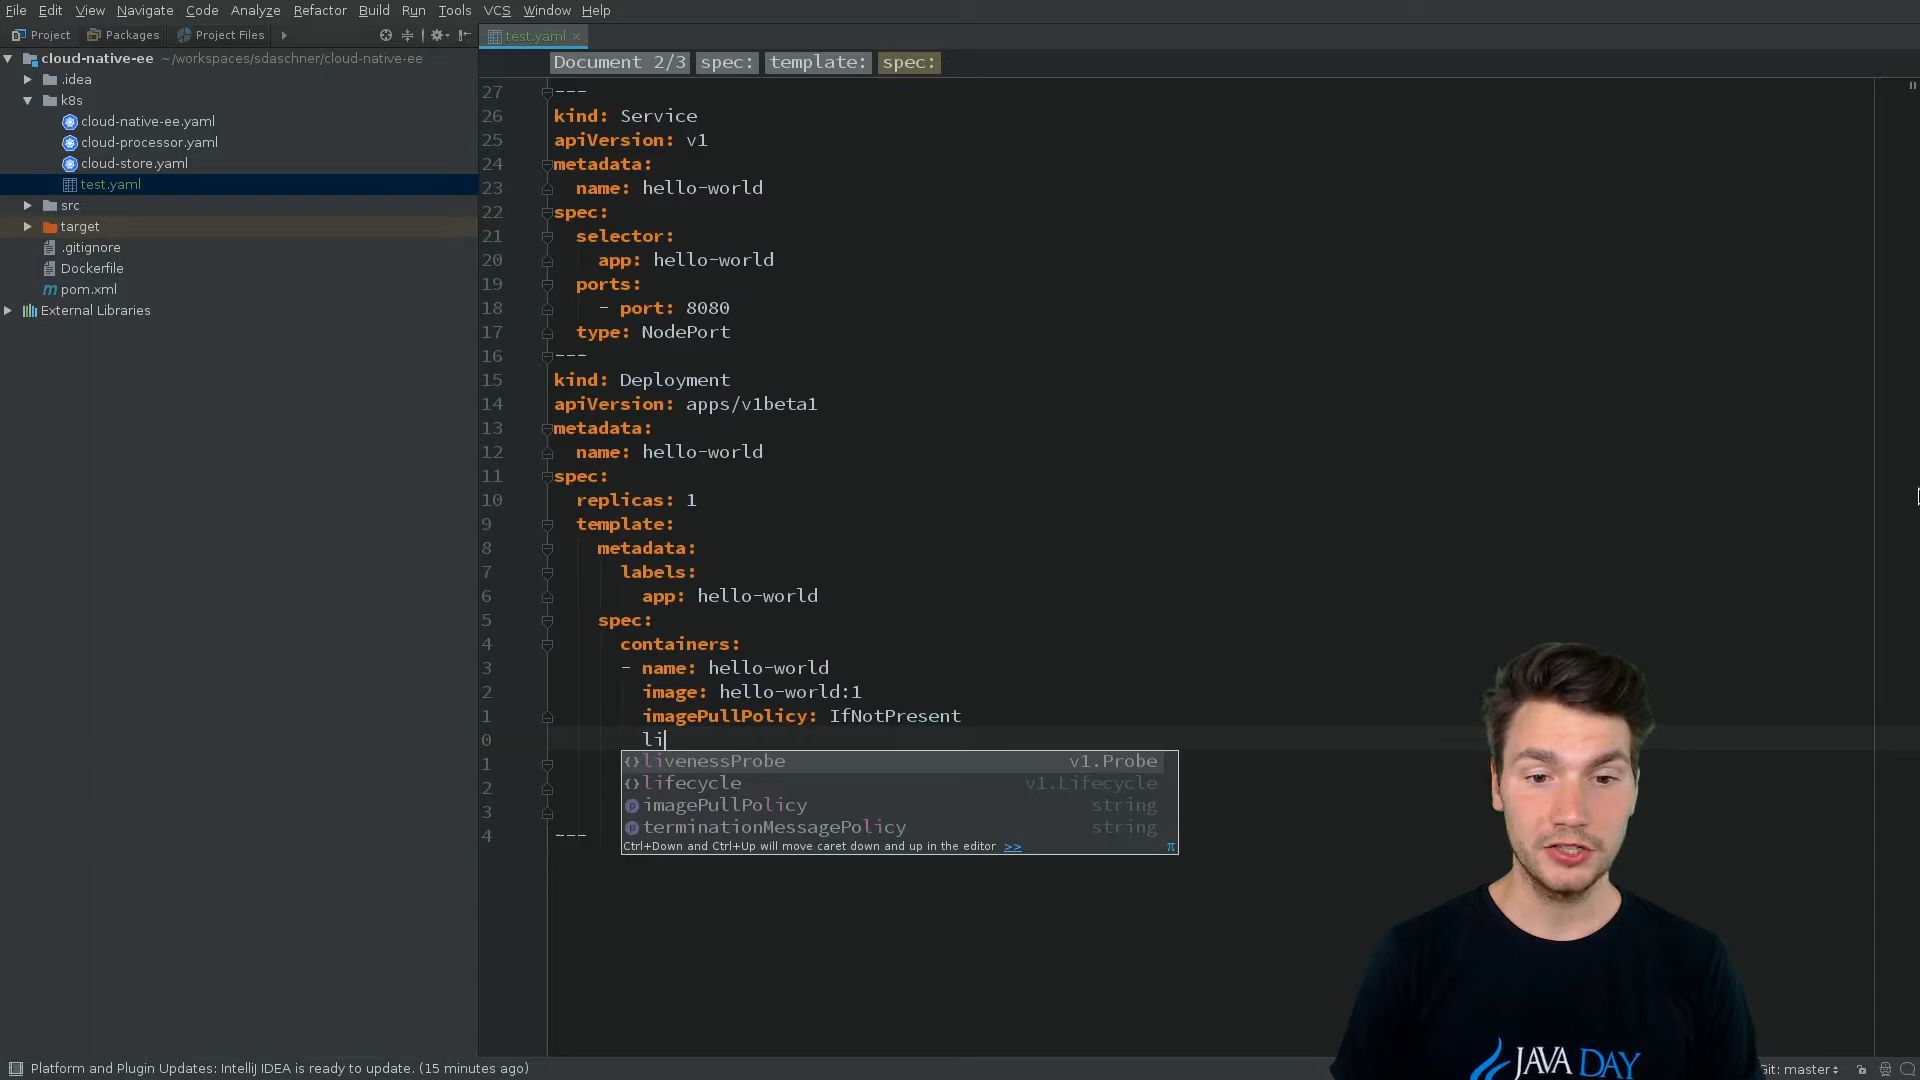 File Edit View Navigate Code Analyze Refactor Build Run Tools VCS Window Help
Project Packages Project Files
test.yaml
cloud-native-ee ~/workspaces/sdaschner/cloud-native-ee
.idea
k8s
cloud-native-ee.yaml
cloud-processor.yaml
cloud-store.yaml
test.yaml
src
target
.gitignore
Dockerfile
pom.xml
External Libraries
Document 2/3 spec: template: spec:
27 ---
26 kind: Service
25 apiVersion: v1
24 metadata:
23 name: hello-world
22 spec:
21 selector:
20 app: hello-world
19 ports:
18 - port: 8080
17 type: NodePort
16 ---
15 kind: Deployment
14 apiVersion: apps/v1beta1
13 metadata:
12 name: hello-world
11 spec:
10 replicas: 1
9 template:
8 metadata:
7 labels:
6 app: hello-world
5 spec:
4 containers:
3 - name: hello-world
2 image: hello-world:1
1 imagePullPolicy: IfNotPresent
0 li
1 {} livenessProbe v1.Probe
2 {} lifecycle v1.Lifecycle
3 imagePullPolicy string
4 --- terminationMessagePolicy string
Ctrl+Down and Ctrl+Up will move caret down and up in the editor >> π
JAVA DAY
Platform and Plugin Updates: IntelliJ IDEA is ready to update. (15 minutes ago)
Git: master